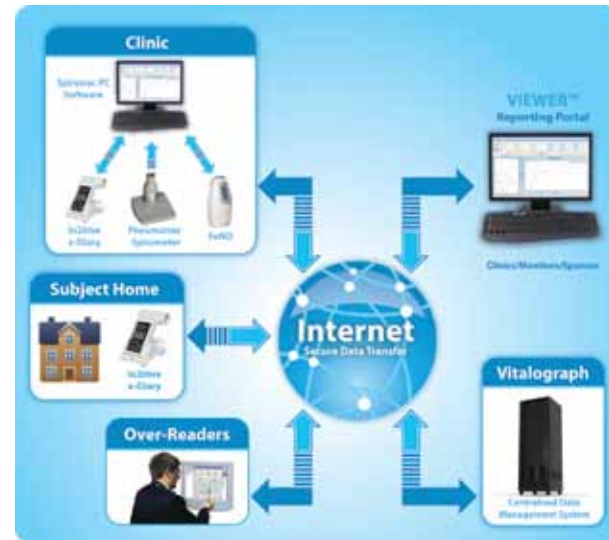 Clinic
Spirotrac PC
Software
In2itive
e-Diary
Pneumotrac
Spirometer
FeNO
VIEWER™
Reporting Portal
Clinics/Monitors/Sponsor
Subject Home
In2itive
e-Diary
Internet
Secure Data Transfer
Over-Readers
Vitalograph
Centralised Data
Management System